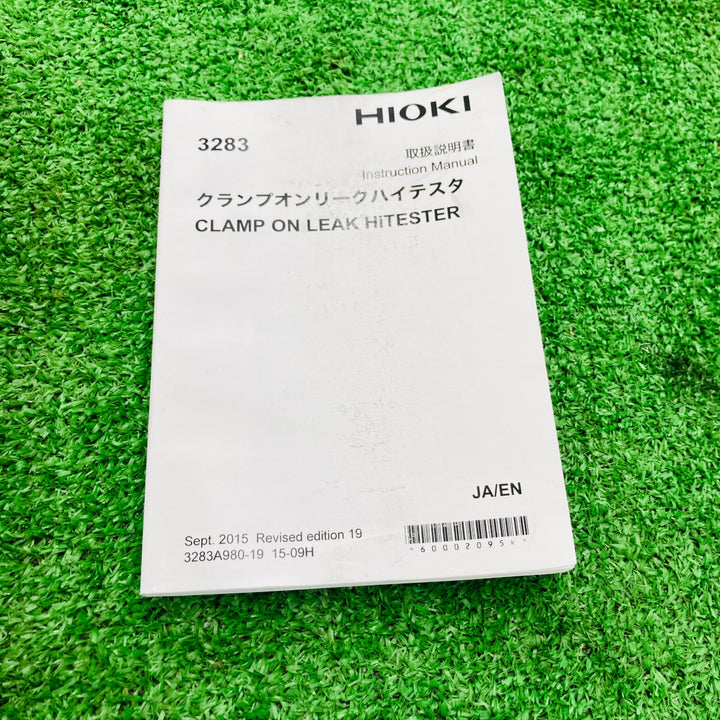 HIOKI
3283
取扱説明書
Instruction Manual
クランプオンリークハイテスタ
CLAMP ON LEAK HiTESTER
JA/EN
Sept. 2015 Revised edition 19
3283A980-19 15-09H
*600002095K*